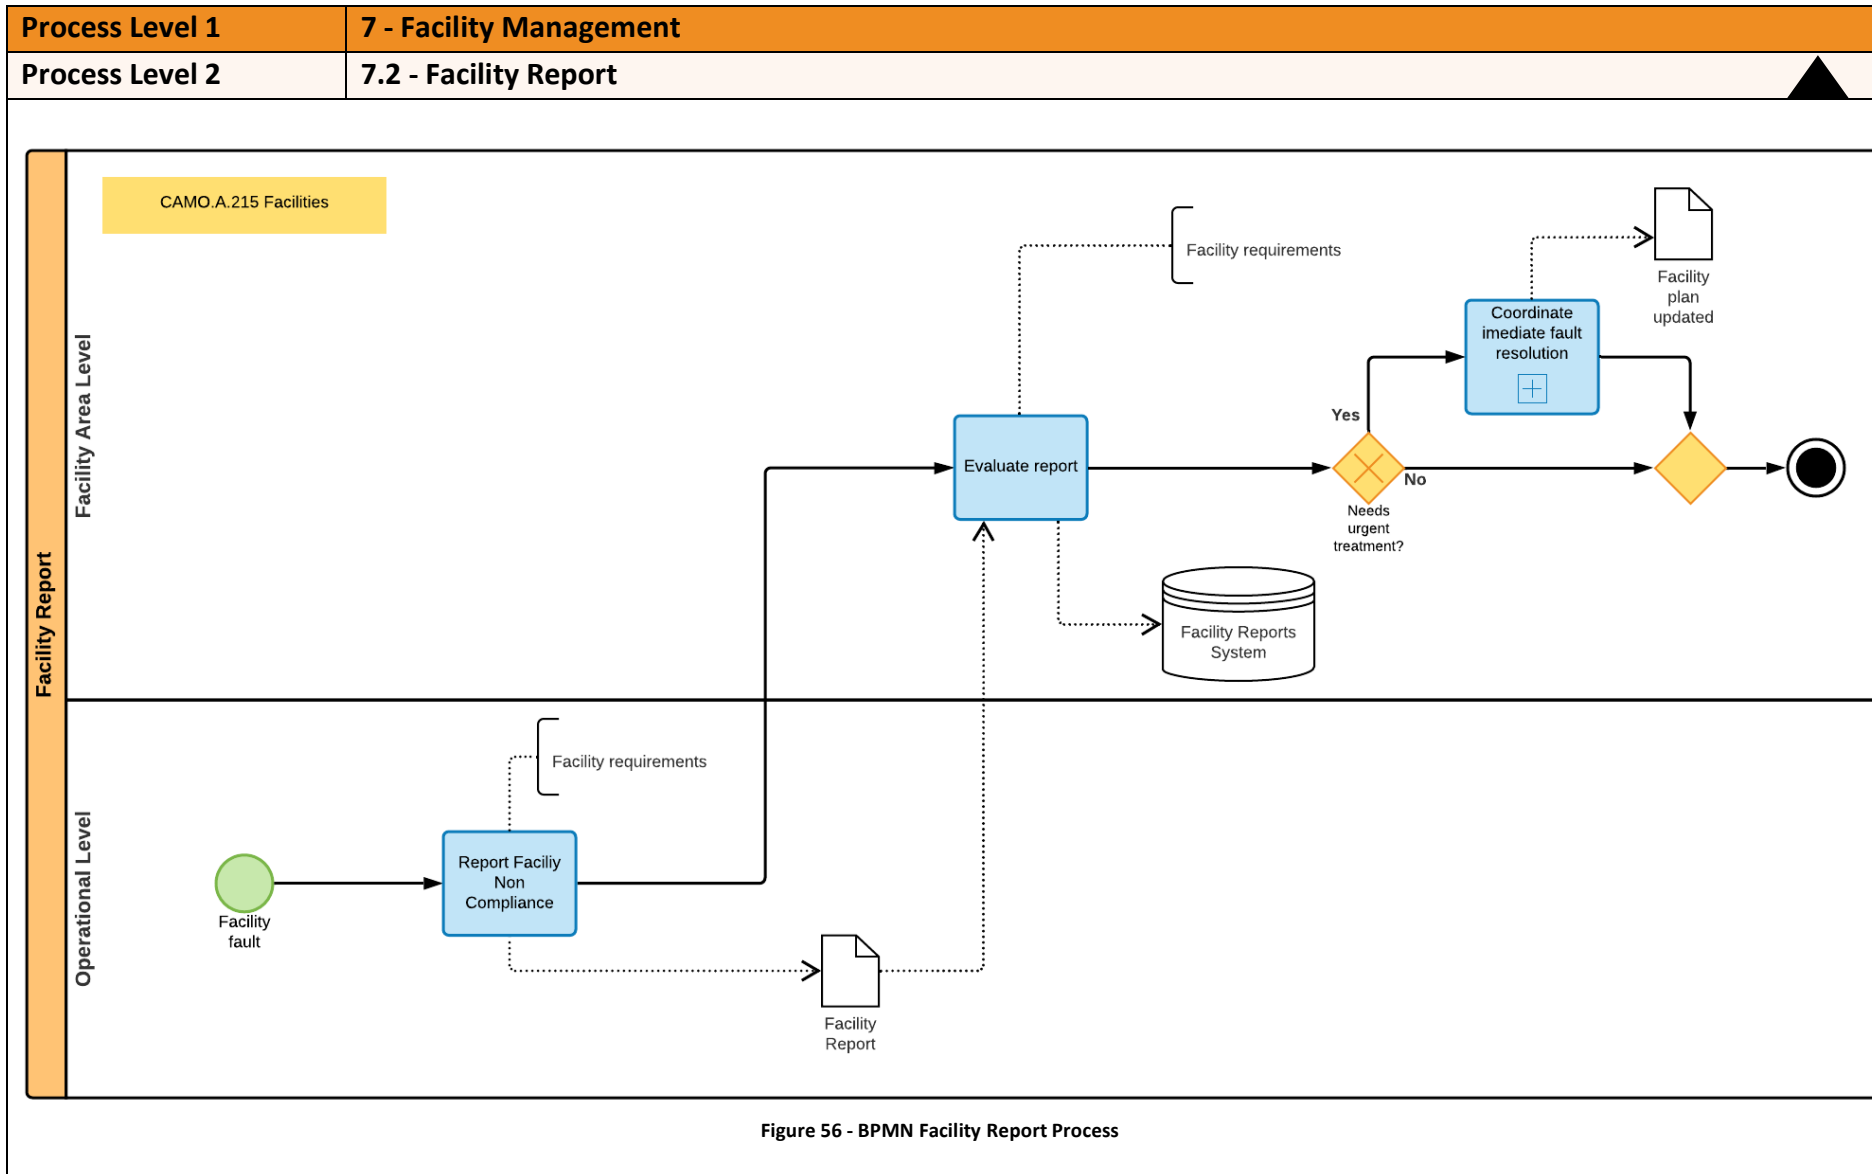 Process Level 1
7 - Facility Management
Process Level 2
7.2 - Facility Report
Facility Report
Facility Area Level
CAMO.A.215 Facilities
Facility requirements
Facility
plan
updated
Coordinate
imediate fault
resolution
Yes
Evaluate report
No
Needs
urgent
treatment?
Facility Reports
System
Operational Level
Facility requirements
Report Faciliy
Non
Compliance
Facility
fault
Facility
Report
Figure 56 - BPMN Facility Report Process